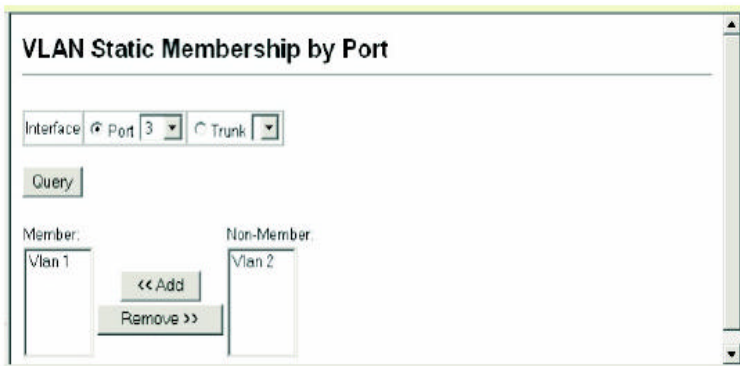 VLAN Static Membership by Port
Interface Port 3 Trunk
Query
Member: Non-Member:
Vlan 1 Vlan 2
<< Add
Remove >>